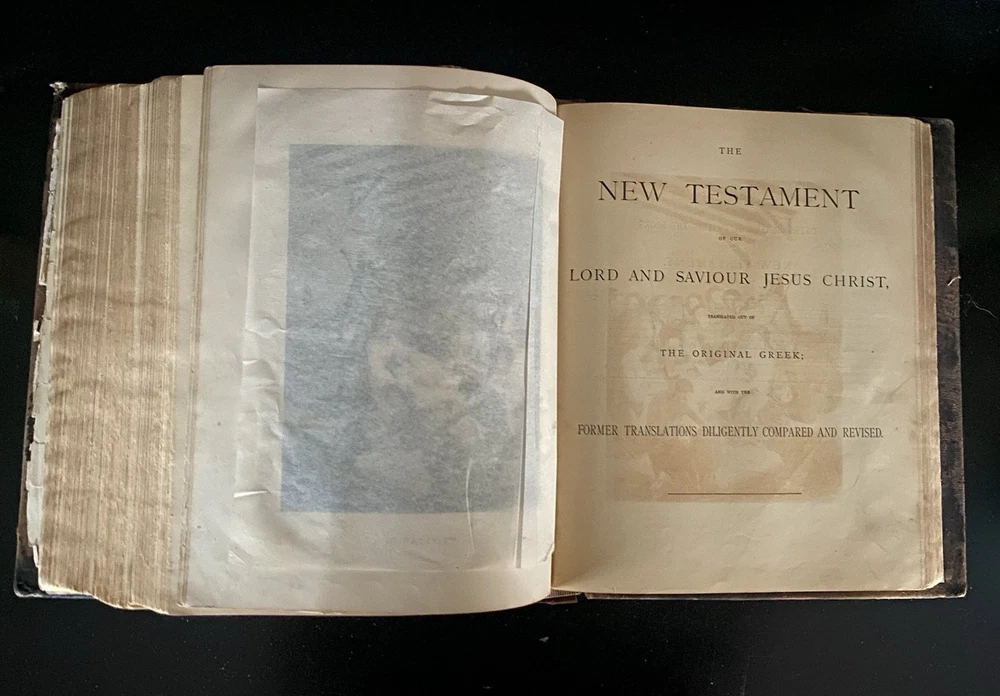 THE
NEW TESTAMENT
OF OUR
LORD AND SAVIOUR JESUS CHRIST,
TRANSLATED OUT OF
THE ORIGINAL GREEK;
AND WITH THE
FORMER TRANSLATIONS DILIGENTLY COMPARED AND REVISED.